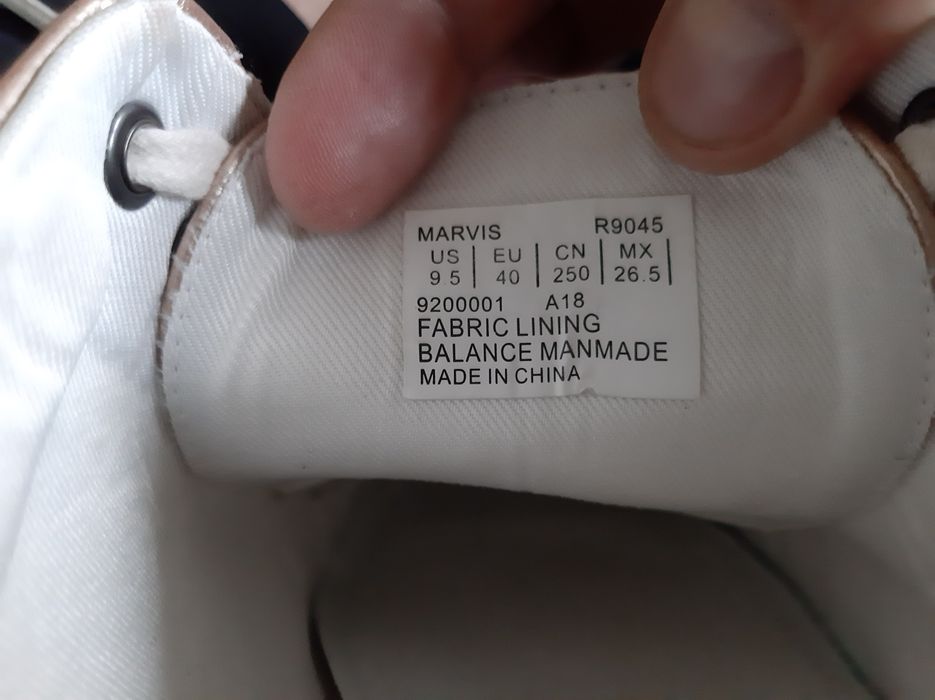 MARVIS R9045
US | EU | CN | MX |
9.5 | 40 | 250 | 26.5 |
9200001 A18
FABRIC LINING
BALANCE MANMADE
MADE IN CHINA